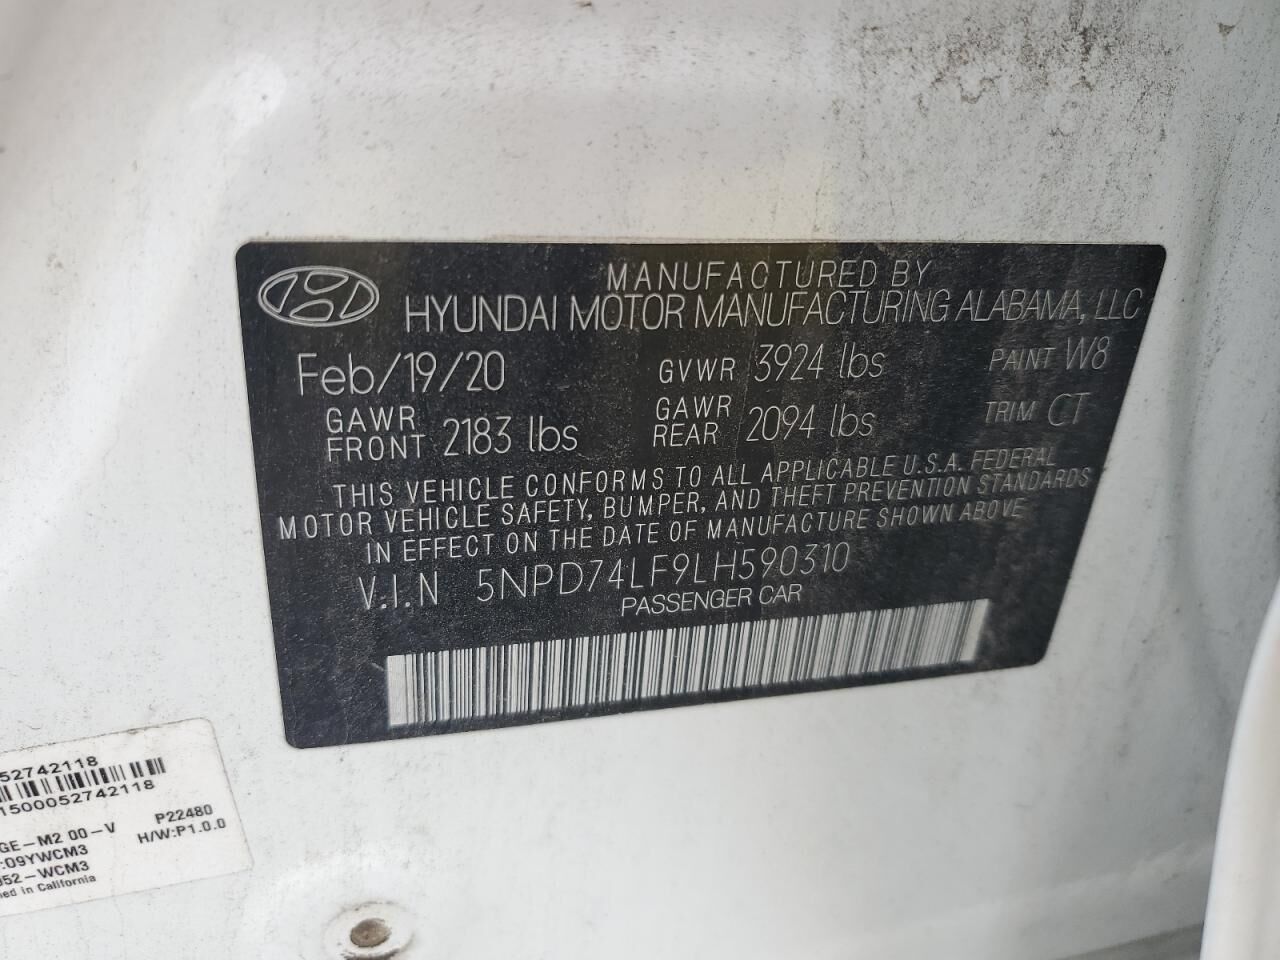 MANUFACTURED BY
HYUNDAI MOTOR MANUFACTURING ALABAMA, LLC
Feb/19/20 GVWR 3924 lbs PAINT W8
GAWR FRONT 2183 lbs GAWR REAR 2094 lbs TRIM CT
THIS VEHICLE CONFORMS TO ALL APPLICABLE U.S.A. FEDERAL
MOTOR VEHICLE SAFETY, BUMPER, AND THEFT PREVENTION STANDARDS
IN EFFECT ON THE DATE OF MANUFACTURE SHOWN ABOVE
V.I.N 5NPD74LF9LH590310
PASSENGER CAR
52742118
1500052742118
GE-M2 00-V P22480
:09YWCM3 H/W:P1.0.0
52-WCM3
in California